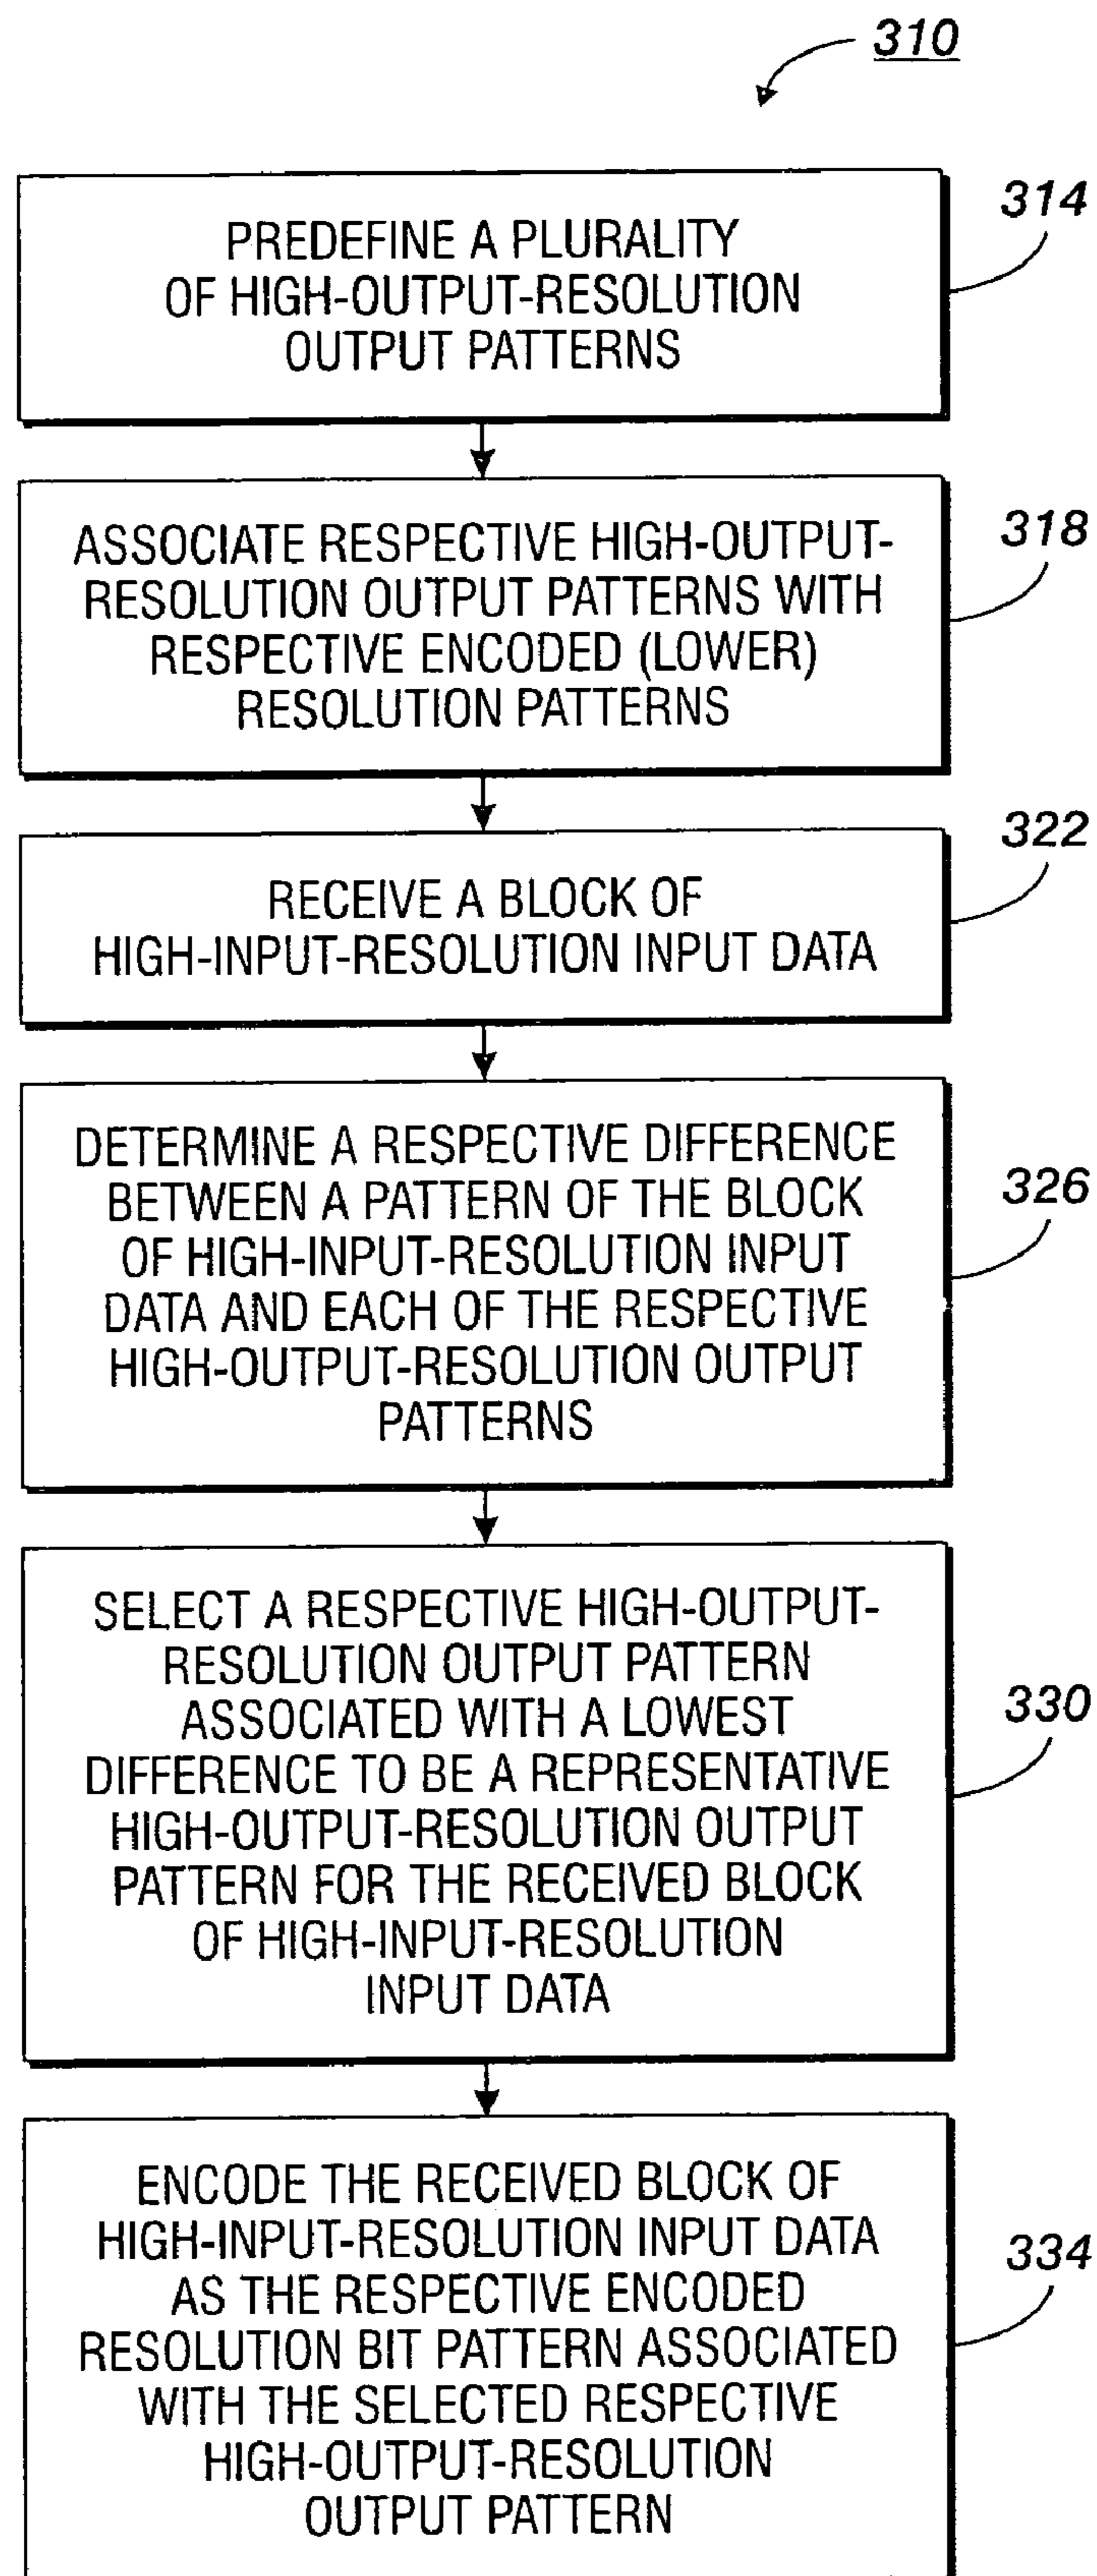 310
314
PREDEFINE A PLURALITY
OF HIGH-OUTPUT-RESOLUTION
OUTPUT PATTERNS
318
ASSOCIATE RESPECTIVE HIGH-OUTPUT-
RESOLUTION OUTPUT PATTERNS WITH
RESPECTIVE ENCODED (LOWER)
RESOLUTION PATTERNS
322
RECEIVE A BLOCK OF
HIGH-INPUT-RESOLUTION INPUT DATA
326
DETERMINE A RESPECTIVE DIFFERENCE
BETWEEN A PATTERN OF THE BLOCK
OF HIGH-INPUT-RESOLUTION INPUT
DATA AND EACH OF THE RESPECTIVE
HIGH-OUTPUT-RESOLUTION OUTPUT
PATTERNS
330
SELECT A RESPECTIVE HIGH-OUTPUT-
RESOLUTION OUTPUT PATTERN
ASSOCIATED WITH A LOWEST
DIFFERENCE TO BE A REPRESENTATIVE
HIGH-OUTPUT-RESOLUTION OUTPUT
PATTERN FOR THE RECEIVED BLOCK
OF HIGH-INPUT-RESOLUTION
INPUT DATA
334
ENCODE THE RECEIVED BLOCK OF
HIGH-INPUT-RESOLUTION INPUT DATA
AS THE RESPECTIVE ENCODED
RESOLUTION BIT PATTERN ASSOCIATED
WITH THE SELECTED RESPECTIVE
HIGH-OUTPUT-RESOLUTION
OUTPUT PATTERN